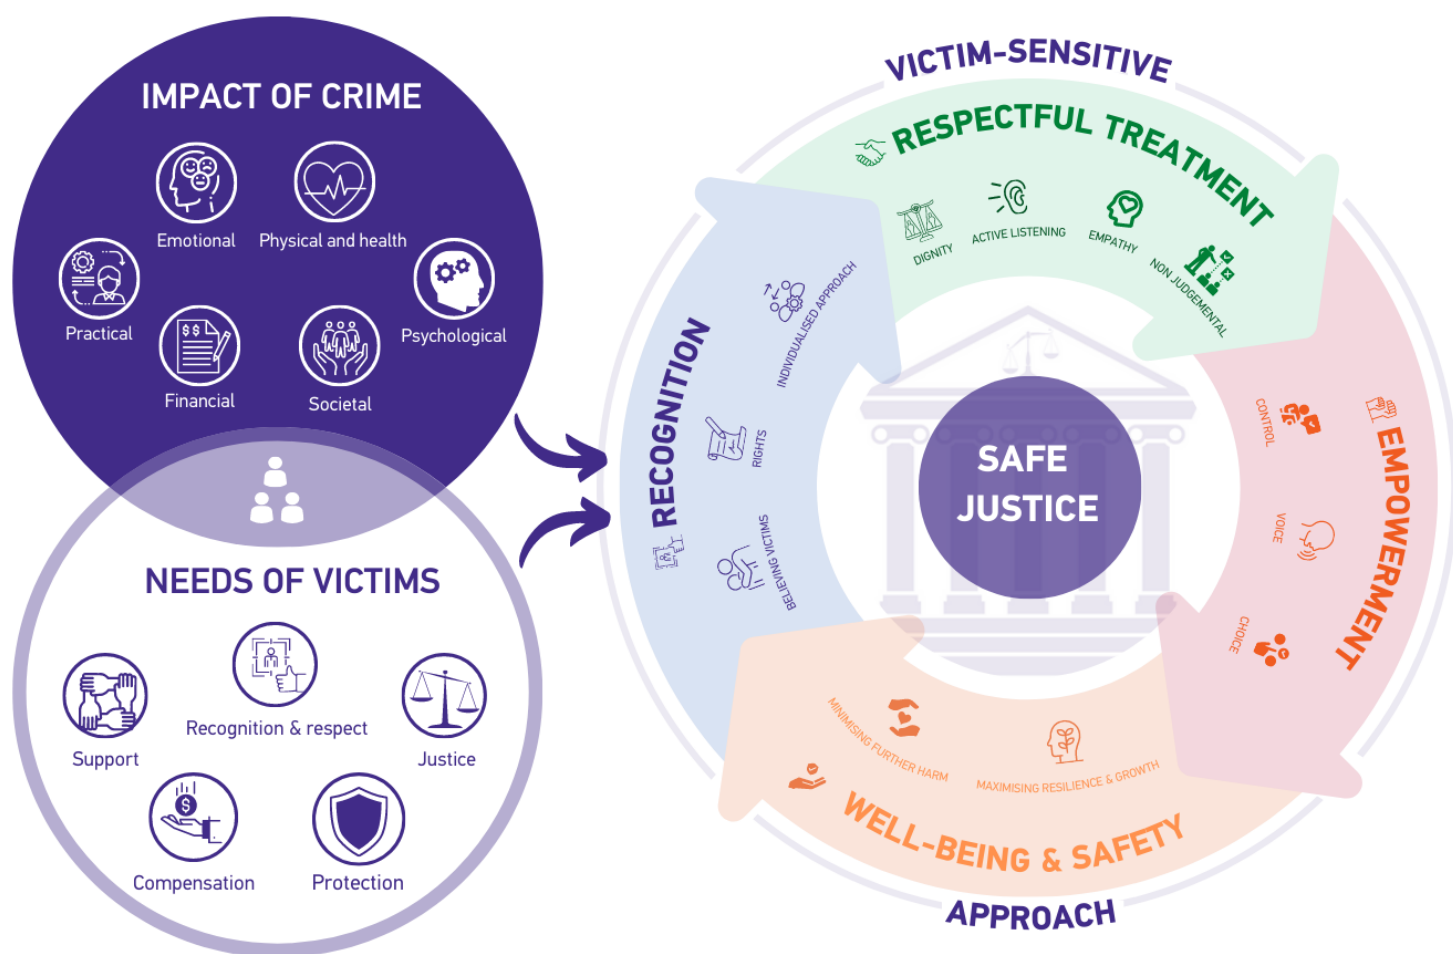 IMPACT OF CRIME
Emotional
Physical and health
Practical
Psychological
Financial
Societal
NEEDS OF VICTIMS
Recognition & respect
Support
Justice
Compensation
Protection
VICTIM-SENSITIVE
RESPECTFUL TREATMENT
DIGNITY
ACTIVE LISTENING
EMPATHY
NON JUDGEMENTAL
EMPOWERMENT
CONTROL
VOICE
CHOICE
WELL-BEING & SAFETY
MINIMISING FURTHER HARM
MAXIMISING RESILIENCE & GROWTH
RECOGNITION
INDIVIDUALISED APPROACH
RIGHTS
BELIEVING VICTIMS
SAFE
JUSTICE
APPROACH